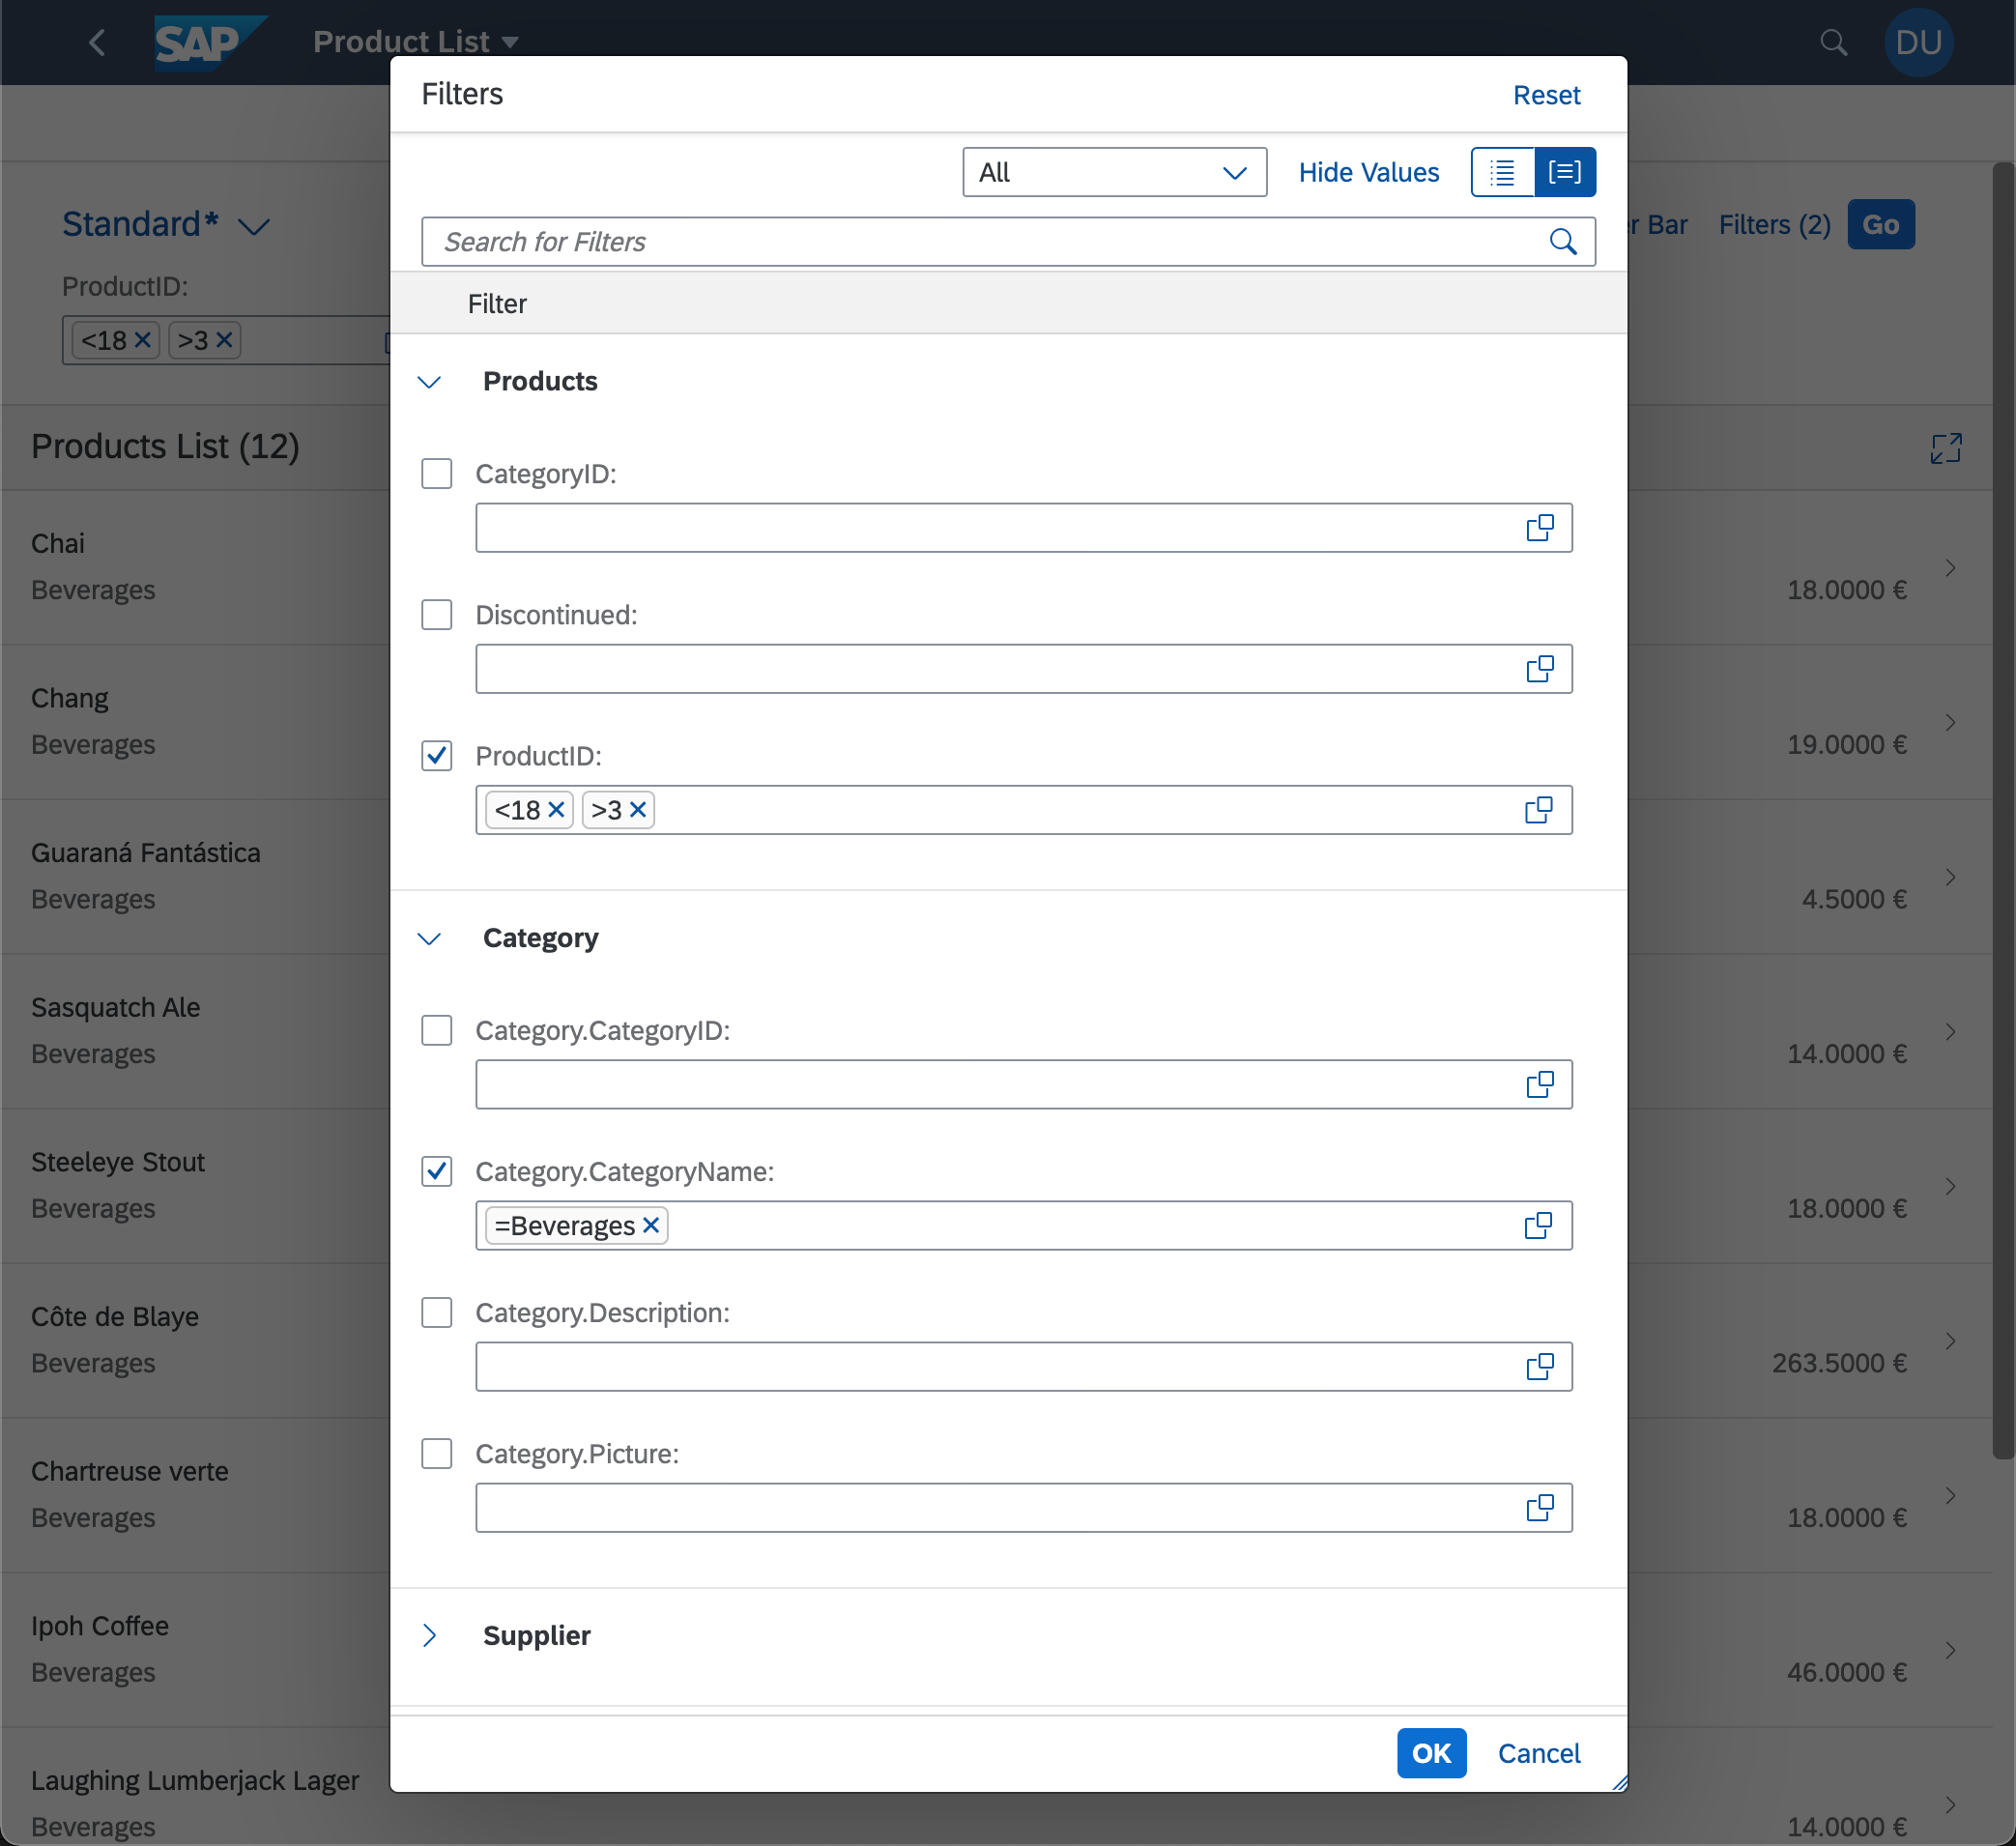 SAP
Product List
DU
Filters
Reset
All
Hide Values
Search for Filters
Standard*
er Bar
Filters (2)
Go
ProductID:
<18
>3
Filter
Products
Products List (12)
CategoryID:
Discontinued:
ProductID:
<18
>3
Category
Category.CategoryID:
Category.CategoryName:
=Beverages
Category.Description:
Category.Picture:
Supplier
OK
Cancel
Chai
Beverages
18.0000 €
Chang
Beverages
19.0000 €
Guaraná Fantástica
Beverages
4.5000 €
Sasquatch Ale
Beverages
14.0000 €
Steeleye Stout
Beverages
18.0000 €
Côte de Blaye
Beverages
263.5000 €
Chartreuse verte
Beverages
18.0000 €
Ipoh Coffee
Beverages
46.0000 €
Laughing Lumberjack Lager
Beverages
14.0000 €